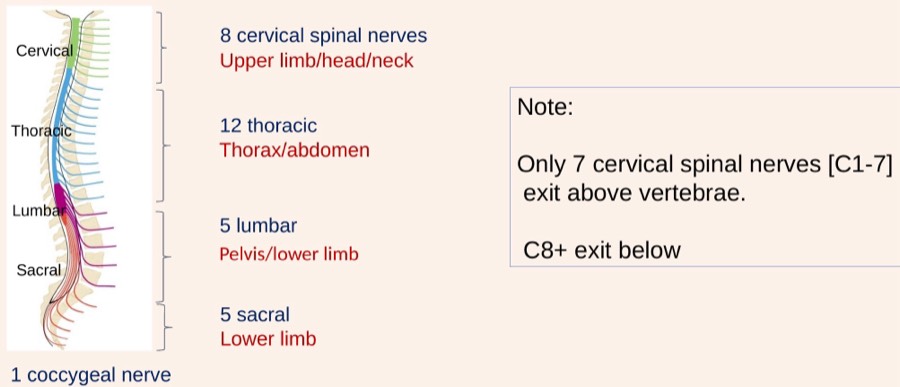 Cervical
8 cervical spinal nerves
Upper limb/head/neck
Thoracic
12 thoracic
Thorax/abdomen
Lumbar
5 lumbar
Pelvis/lower limb
Sacral
5 sacral
Lower limb
1 coccygeal nerve
Note:
Only 7 cervical spinal nerves [C1-7]
exit above vertebrae.
C8+ exit below